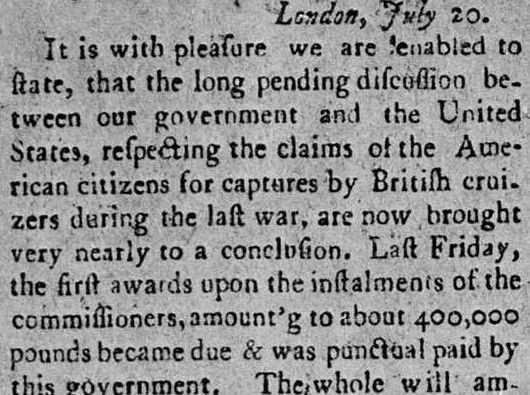 London, July 20.
It is with pleaſure we are enabled to
ſtate, that the long pending diſcuſſion be-
tween our government and the United
States, reſpecting the claims of the Ame-
rican citizens for captures by Britiſh crui-
zers during the laſt war, are now brought
very nearly to a concluſion. Laſt Friday,
the firſt awards upon the inſtalments of the
commiſſioners, amount'g to about 400,000
pounds became due & was punctual paid by
this government. The whole will am-